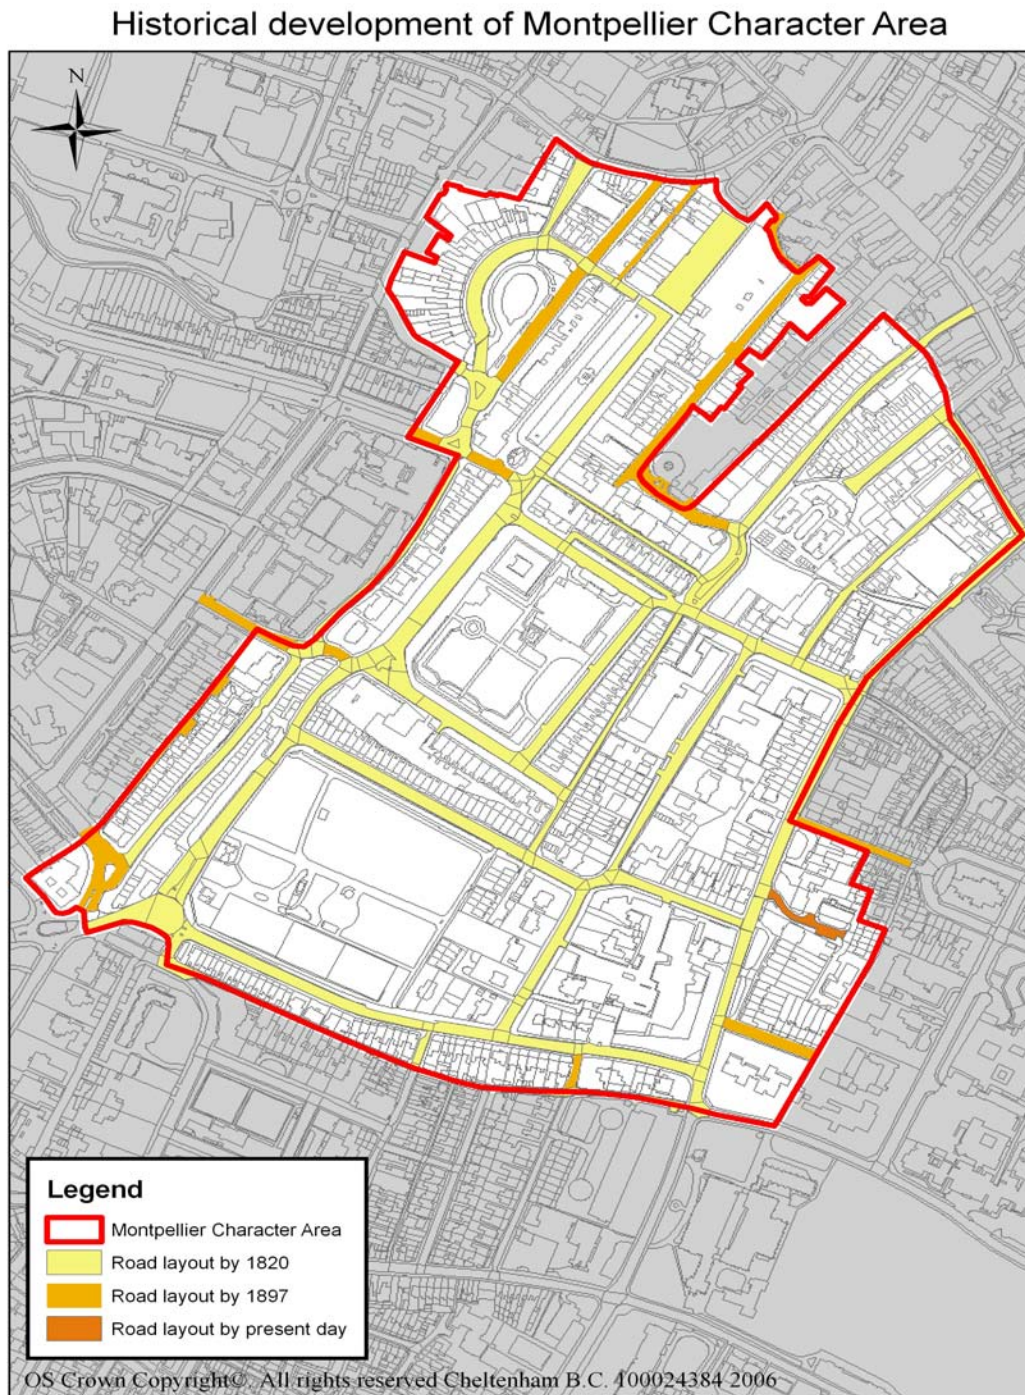 Historical development of Montpellier Character Area
N
Legend
Montpellier Character Area
Road layout by 1820
Road layout by 1897
Road layout by present day
OS Crown Copyright©. All rights reserved Cheltenham B.C. 100024384 2006